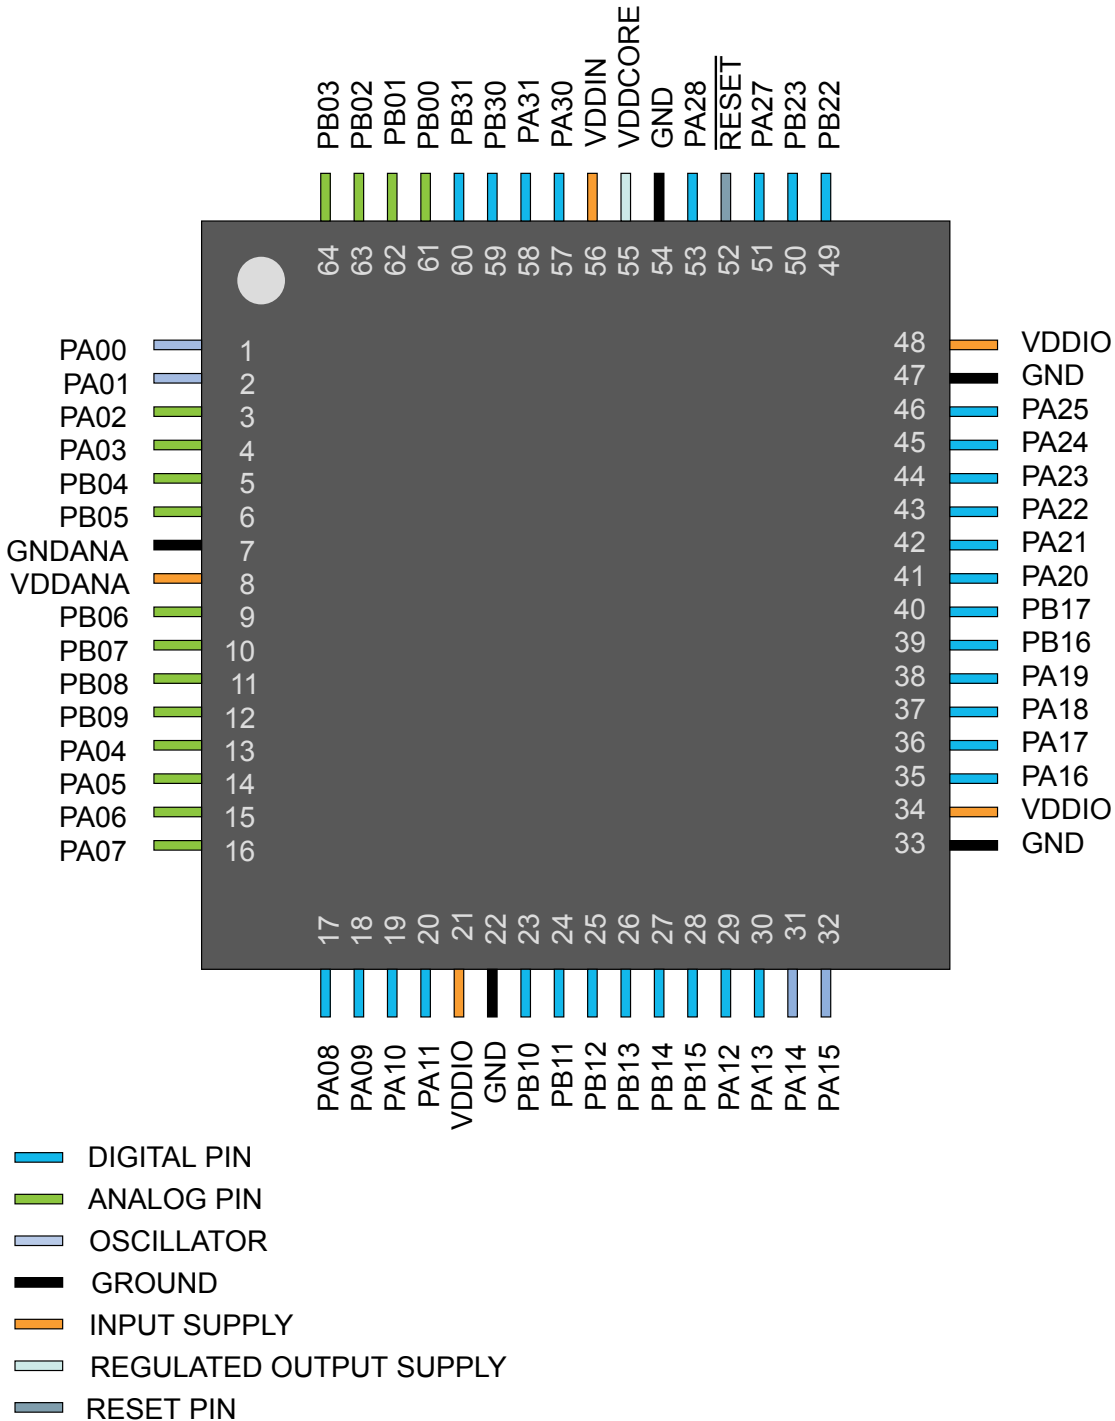 PB03
PB02
PB01
PB00
PB31
PB30
PA31
PA30
VDDIN
VDDCORE
GND
PA28
RESET
PA27
PB23
PB22
64
63
62
61
60
59
58
57
56
55
54
53
52
51
50
49
PA00 1
PA01 2
PA02 3
PA03 4
PB04 5
PB05 6
GNDANA 7
VDDANA 8
PB06 9
PB07 10
PB08 11
PB09 12
PA04 13
PA05 14
PA06 15
PA07 16
48 VDDIO
47 GND
46 PA25
45 PA24
44 PA23
43 PA22
42 PA21
41 PA20
40 PB17
39 PB16
38 PA19
37 PA18
36 PA17
35 PA16
34 VDDIO
33 GND
17
18
19
20
21
22
23
24
25
26
27
28
29
30
31
32
PA08
PA09
PA10
PA11
VDDIO
GND
PB10
PB11
PB12
PB13
PB14
PB15
PA12
PA13
PA14
PA15
DIGITAL PIN
ANALOG PIN
OSCILLATOR
GROUND
INPUT SUPPLY
REGULATED OUTPUT SUPPLY
RESET PIN